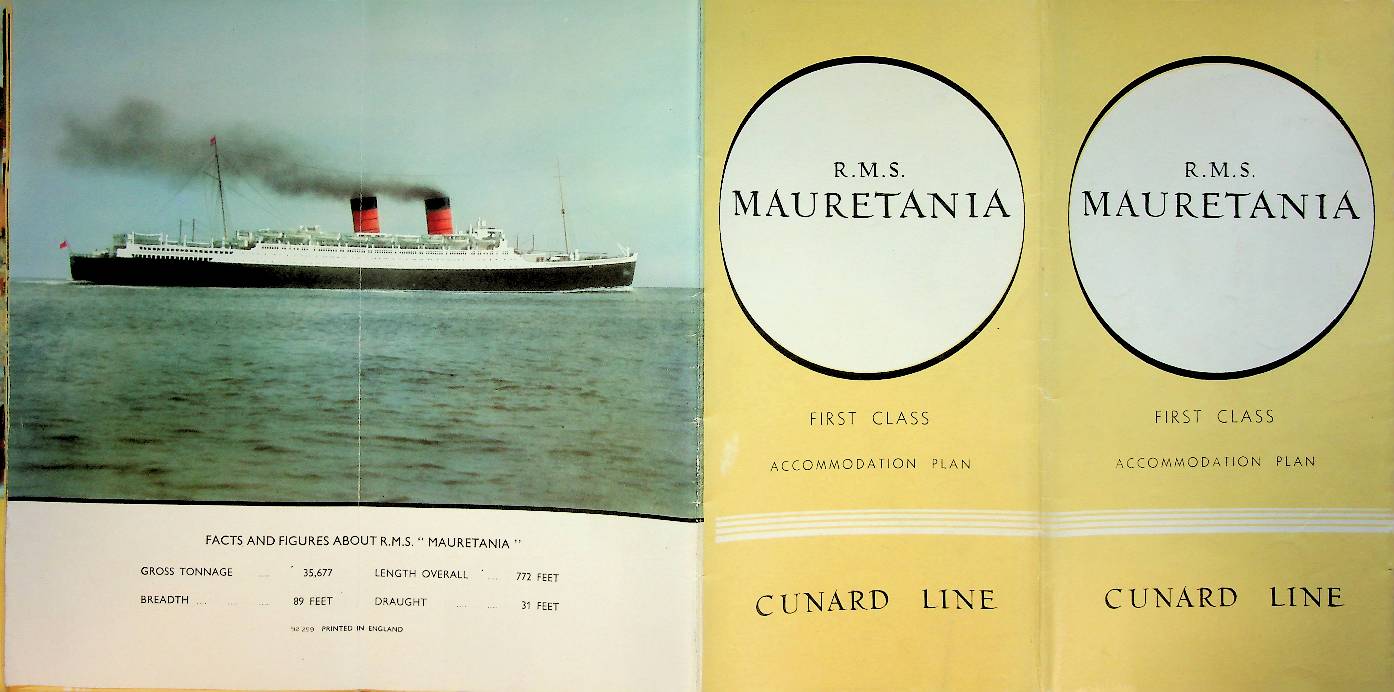 FACTS AND FIGURES ABOUT R.M.S. “ MAURETANIA ”
GROSS TONNAGE .... 35,677 LENGTH OVERALL .... 772 FEET
BREADTH .... .... .... 89 FEET DRAUGHT .... .... 31 FEET
PRINTED IN ENGLAND
R.M.S.
MAURETANIA
FIRST CLASS
ACCOMMODATION PLAN
CUNARD LINE
R.M.S.
MAURETANIA
FIRST CLASS
ACCOMMODATION PLAN
CUNARD LINE